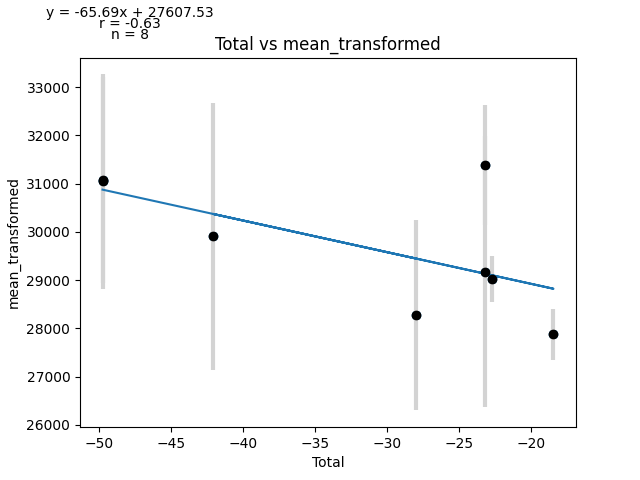 y = -65.69x + 27607.53
r = -0.63
n = 8
Total vs mean_transformed
mean_transformed
33000
32000
31000
30000
29000
28000
27000
26000
−50
−45
−40
−35
−30
−25
−20
Total